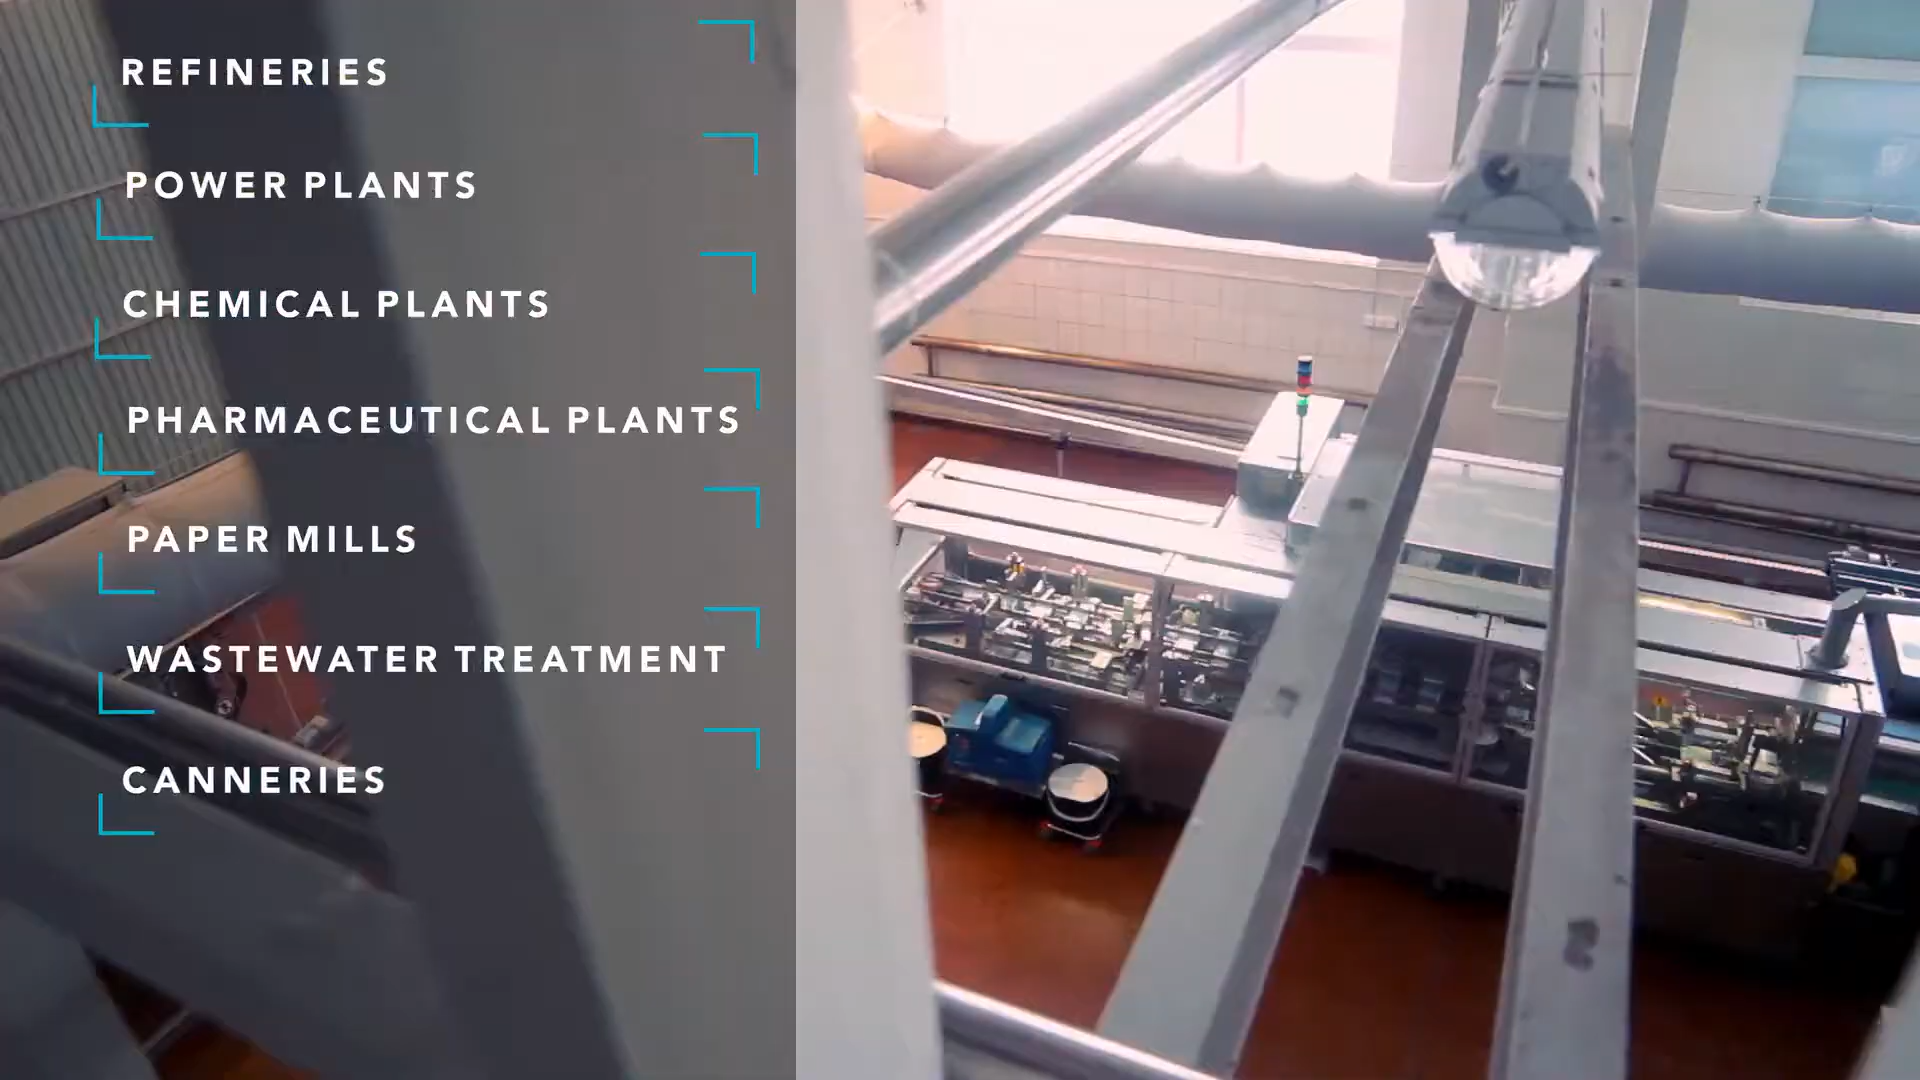 REFINERIES
POWER PLANTS
CHEMICAL PLANTS
PHARMACEUTICAL PLANTS
PAPER MILLS
WASTEWATER TREATMENT
CANNERIES